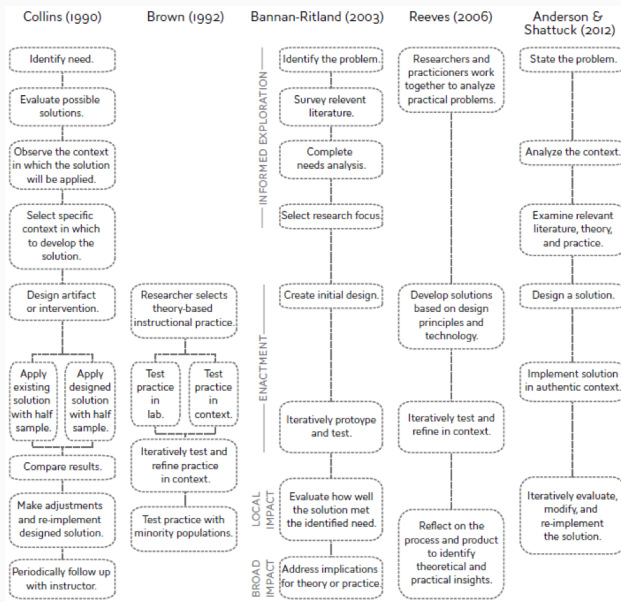 Collins (1990)
Brown (1992)
Bannan-Ritland (2003)
Reeves (2006)
Anderson &
Shattuck (2012)
Identify need.
Evaluate possible
solutions.
Observe the context
in which the solution
will be applied.
Select specific
context in which
to develop the
solution.
Design artifact
or intervention.
Apply
existing
solution
with half
sample.
Apply
designed
solution
with half
sample.
Compare results.
Make adjustments
and re-implement
designed solution.
Periodically follow up
with instructor.
Researcher selects
theory-based
instructional practice.
Test
practice
in
lab.
Test
practice
in
context.
Iteratively test and
refine practice
in context.
Test practice with
minority populations.
INFORMED EXPLORATION
ENACTMENT
LOCAL
IMPACT
BROAD
IMPACT
Identify the problem.
Survey relevent
literature.
Complete
needs analysis.
Select research focus.
Create initial design.
Iteratively protoype
and test.
Evaluate how well
the solution met
the identified need.
Address implications
for theory or practice.
Researchers and
practicioners work
together to analyze
practical problems.
Develop solutions
based on design
principles and
technology.
Iteratively test and
refine in context.
Reflect on the
process and product
to identify
theoretical and
practical insights.
State the problem.
Analyze the context.
Examine relevant
literature, theory,
and practice.
Design a solution.
Implement solution
in authentic context.
Iteratively evaluate,
modify, and
re-implement
the solution.